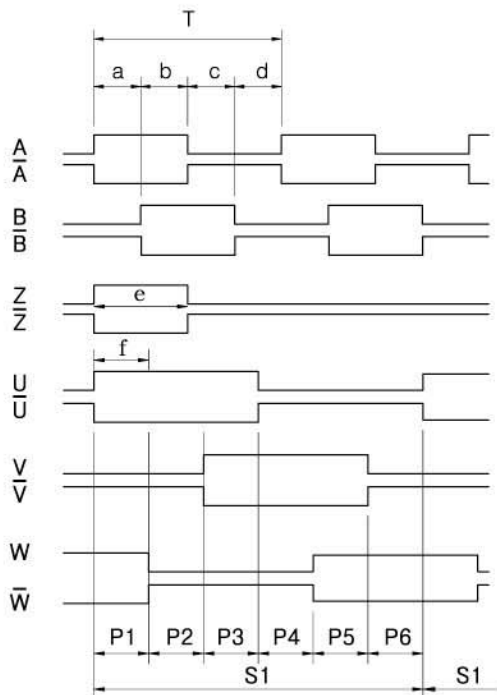 T
a b c d
A
A̅
B
B̅
Z
Z̅
e
f
U
U̅
V
V̅
W
W̅
P1 P2 P3 P4 P5 P6
S1 S1